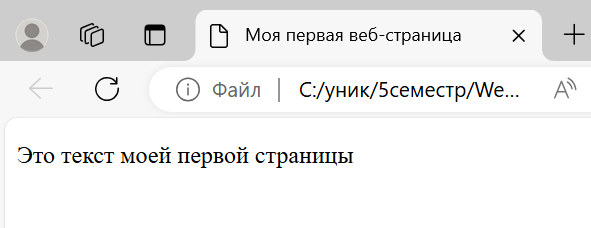 Моя первая веб-страница
Файл C:/уник/5семестр/We...
Это текст моей первой страницы